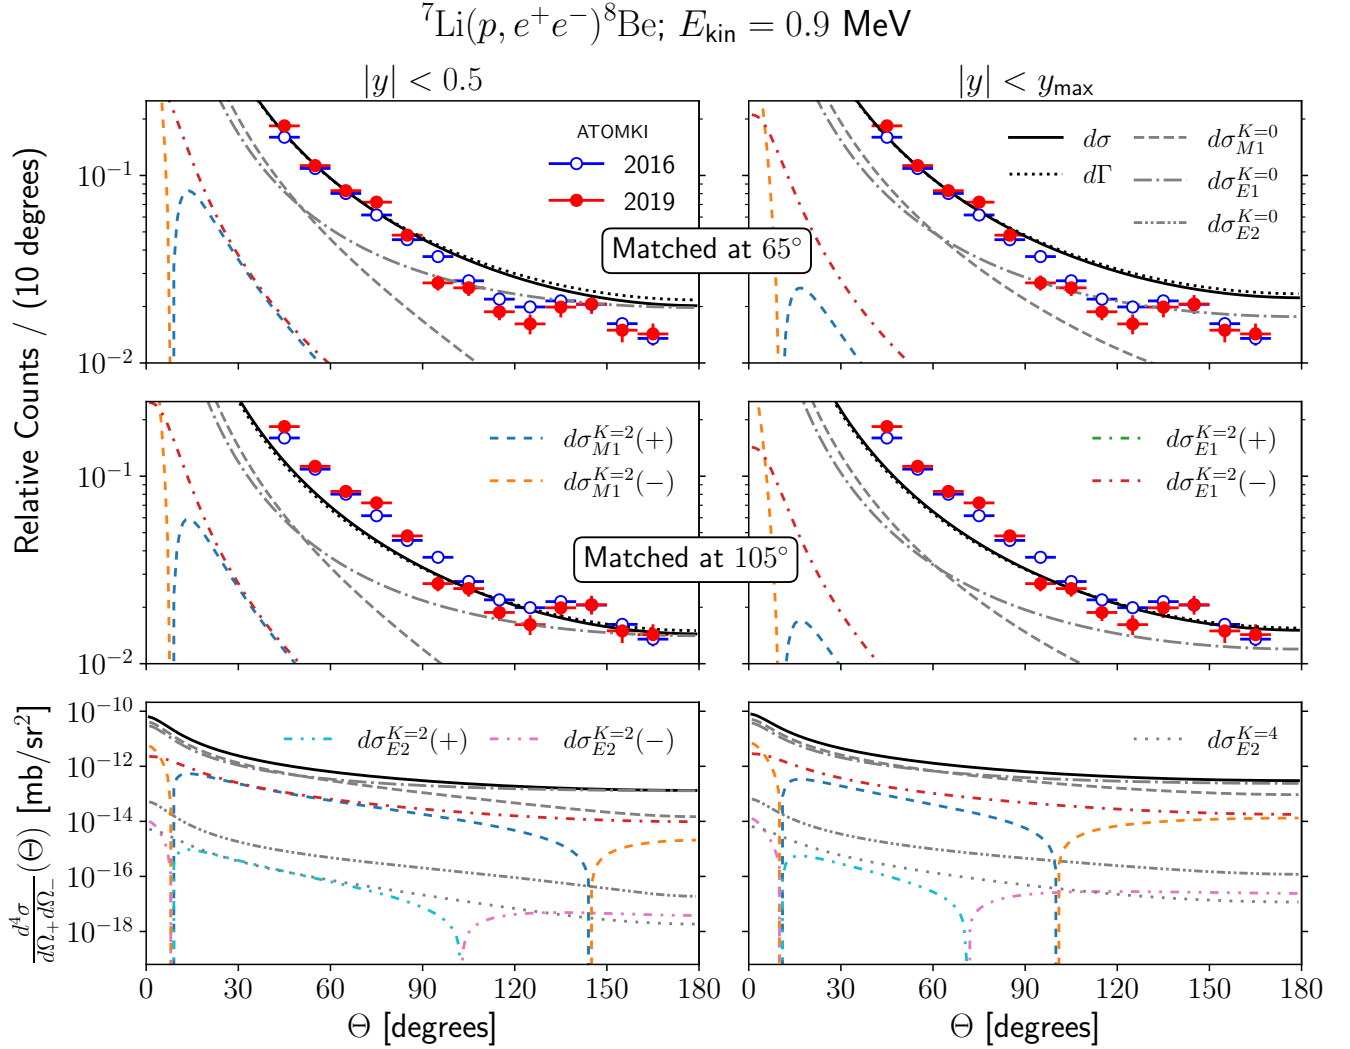 ⁷Li(p, e⁺e⁻)⁸Be; E_kin = 0.9 MeV
|y| < 0.5
|y| < y_max
Relative Counts / (10 degrees)
10⁻¹
10⁻²
ATOMKI
2016
2019
dσ
dΓ
dσ_{M1}^{K=0}
dσ_{E1}^{K=0}
dσ_{E2}^{K=0}
Matched at 65°
10⁻¹
10⁻²
dσ_{M1}^{K=2}(+)
dσ_{M1}^{K=2}(−)
dσ_{E1}^{K=2}(+)
dσ_{E1}^{K=2}(−)
Matched at 105°
d⁴σ/dΩ₊dΩ₋ (Θ) [mb/sr²]
10⁻¹⁰
10⁻¹²
10⁻¹⁴
10⁻¹⁶
10⁻¹⁸
dσ_{E2}^{K=2}(+)
dσ_{E2}^{K=2}(−)
dσ_{E2}^{K=4}
0 30 60 90 120 150 180
0 30 60 90 120 150 180
Θ [degrees]
Θ [degrees]